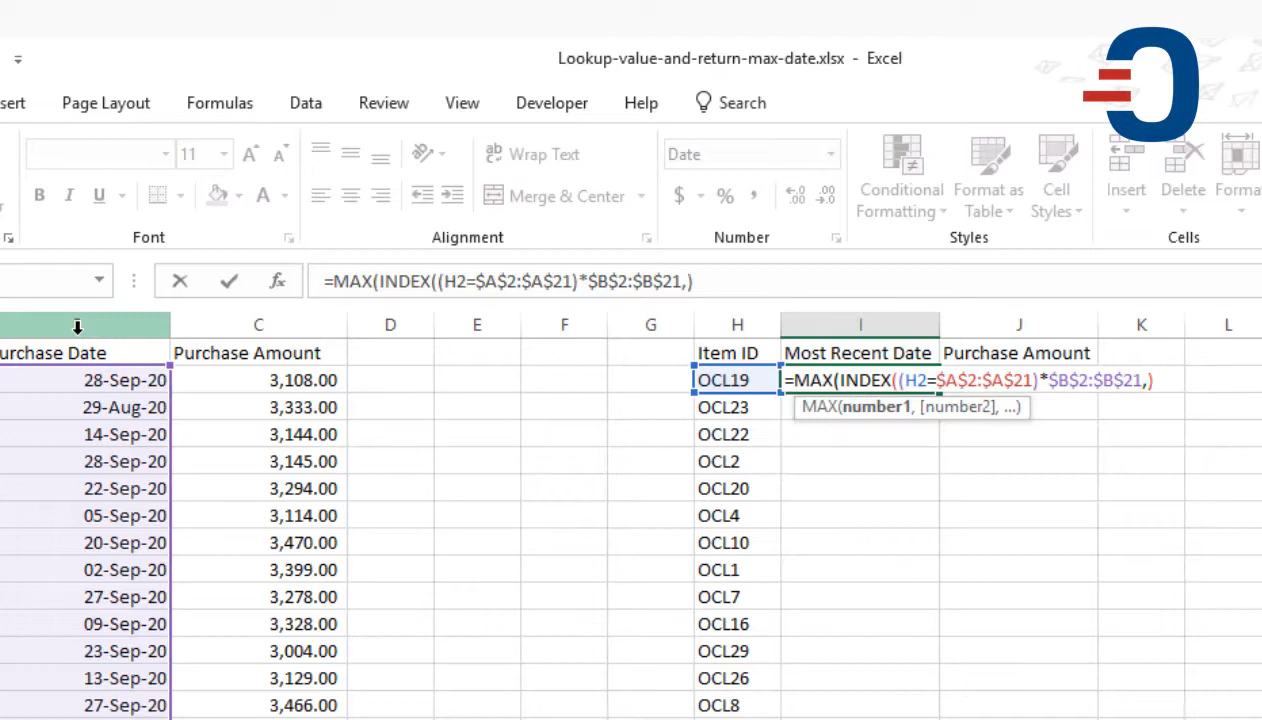 Lookup-value-and-return-max-date.xlsx - Excel
sert Page Layout Formulas Data Review View Developer Help Search
11 A A ab Wrap Text Date
B I U A Merge & Center $ % , Conditional Formatting Format as Table Cell Styles Insert Delete Forma
Font Alignment Number Styles Cells
fx =MAX(INDEX((H2=$A$2:$A$21)*$B$2:$B$21,)
C D E F G H I J K L
urchase Date Purchase Amount Item ID Most Recent Date Purchase Amount
28-Sep-20 3,108.00 OCL19 =MAX(INDEX((H2=$A$2:$A$21)*$B$2:$B$21,)
29-Aug-20 3,333.00 OCL23 MAX(number1, [number2], ...)
14-Sep-20 3,144.00 OCL22
28-Sep-20 3,145.00 OCL2
22-Sep-20 3,294.00 OCL20
05-Sep-20 3,114.00 OCL4
20-Sep-20 3,470.00 OCL10
02-Sep-20 3,399.00 OCL1
27-Sep-20 3,278.00 OCL7
09-Sep-20 3,328.00 OCL16
23-Sep-20 3,004.00 OCL29
13-Sep-20 3,129.00 OCL26
27-Sep-20 3,466.00 OCL8